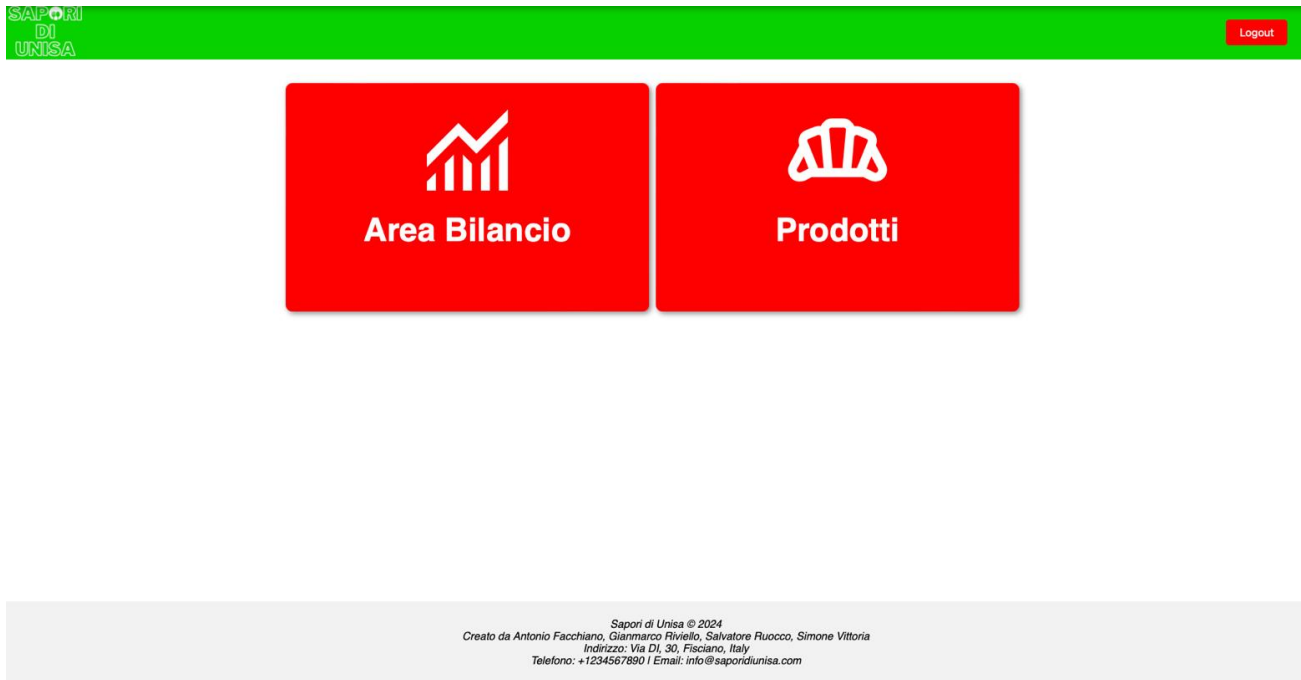 SAPORI
DI
UNISA
Logout
Area Bilancio
Prodotti
Sapori di Unisa © 2024
Creato da Antonio Facchiano, Gianmarco Riviello, Salvatore Ruocco, Simone Vittoria
Indirizzo: Via DI, 30, Fisciano, Italy
Telefono: +1234567890 | Email: info@saporidiunisa.com